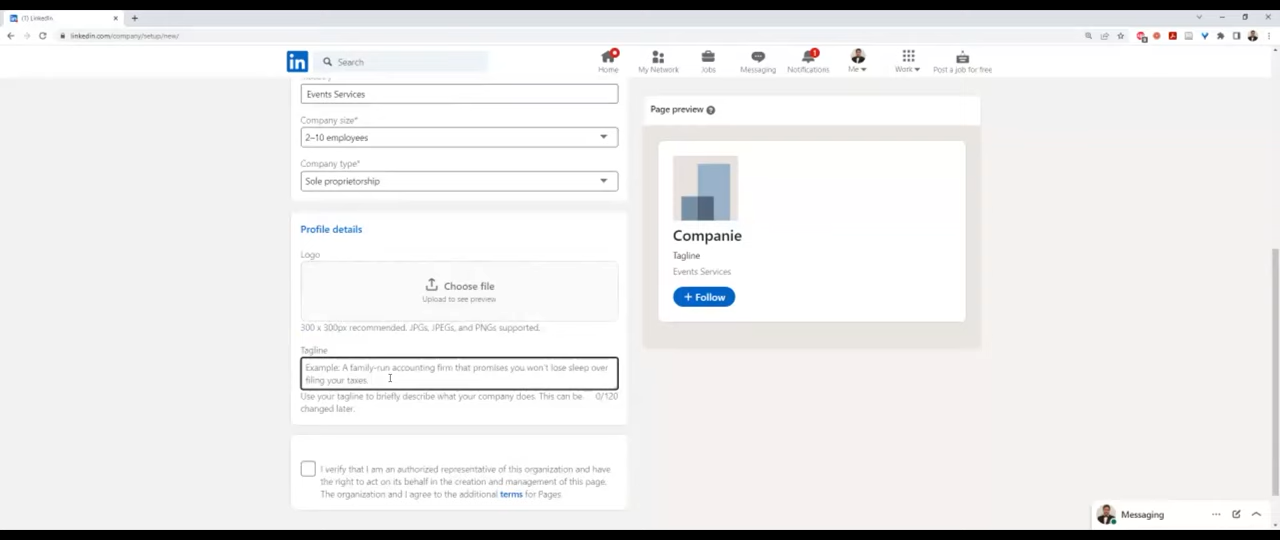 (1) LinkedIn
linkedin.com/company/setup/new/
in
Search
Home
My Network
Jobs
Messaging
1
Notifications
Me
Work
Post a job for free
Events Services
Company size*
2–10 employees
Company type*
Sole proprietorship
Profile details
Logo
Choose file
Upload to see preview
300 x 300px recommended. JPGs, JPEGs, and PNGs supported.
Tagline
Example: A family-run accounting firm that promises you won't lose sleep over
filing your taxes.
Use your tagline to briefly describe what your company does. This can be
changed later.
0/120
I verify that I am an authorized representative of this organization and have
the right to act on its behalf in the creation and management of this page.
The organization and I agree to the additional terms for Pages
Page preview
Companie
Tagline
Events Services
+ Follow
Messaging